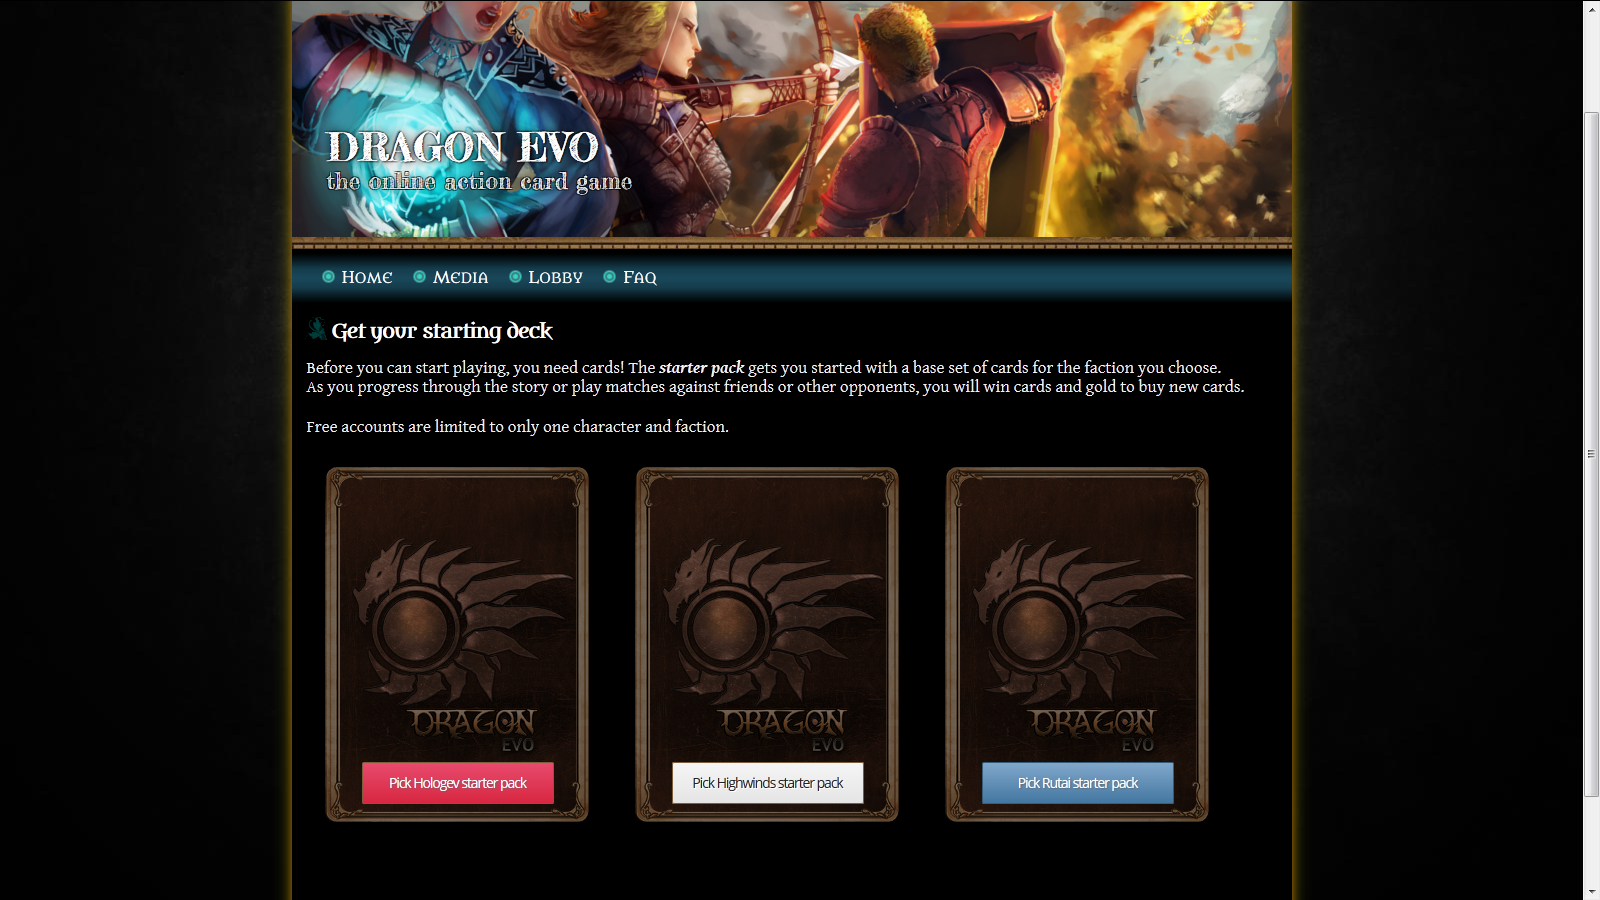 DRAGON EVO
the online action card game
Home Media Lobby Faq
Get your starting deck
Before you can start playing, you need cards! The starter pack gets you started with a base set of cards for the faction you choose.
As you progress through the story or play matches against friends or other opponents, you will win cards and gold to buy new cards.
Free accounts are limited to only one character and faction.
DRAGON DRAGON DRAGON
EVO EVO EVO
Pick Hologev starter pack Pick Highwinds starter pack Pick Rutai starter pack